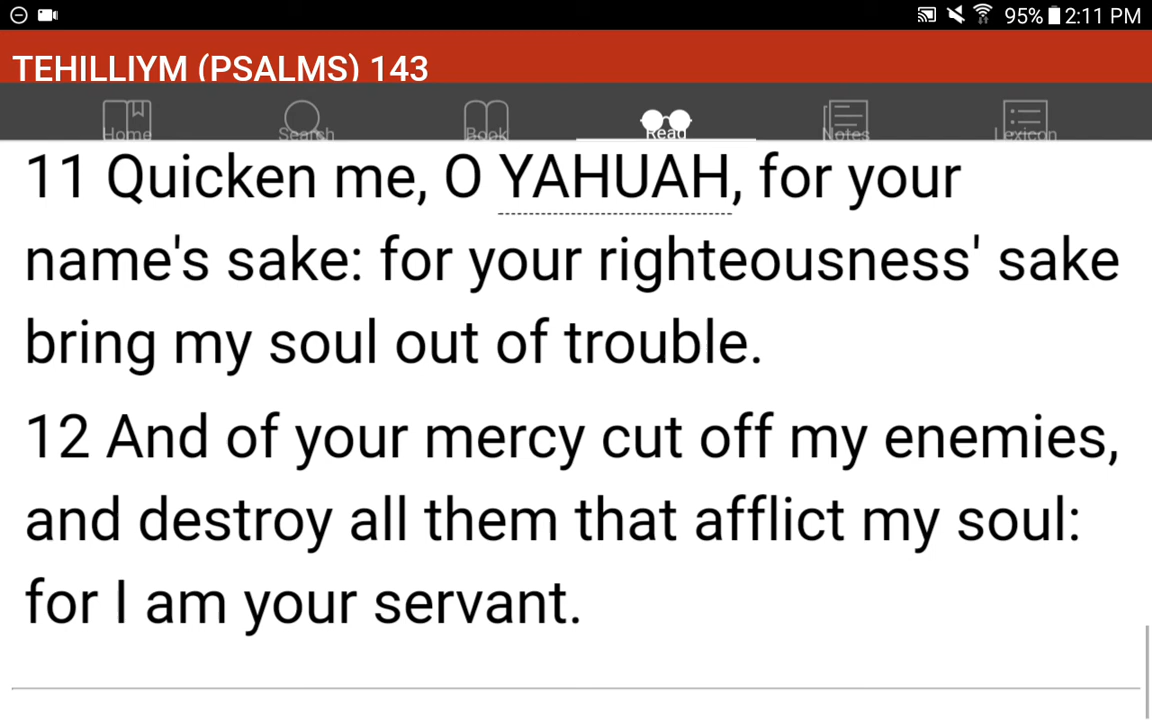 95% 2:11 PM
TEHILLIYM (PSALMS) 143
Home Search Book Read Notes Lexicon
11 Quicken me, O YAHUAH, for your
name's sake: for your righteousness' sake
bring my soul out of trouble.
12 And of your mercy cut off my enemies,
and destroy all them that afflict my soul:
for I am your servant.